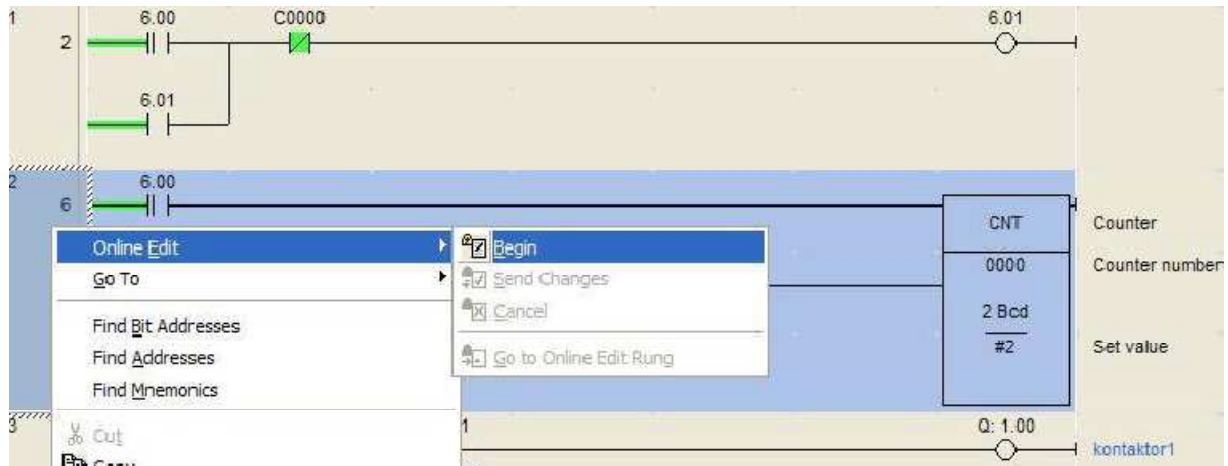 1 6.00 C0000 6.01
2
6.01
2 6.00
6
CNT Counter
Online Edit Begin
0000 Counter number
Go To Send Changes
Cancel
2 Bcd
Find Bit Addresses
#2 Set value
Find Addresses Go to Online Edit Rung
Find Mnemonics
3 1 Q: 1.00
Cut
kontaktor1
Copy